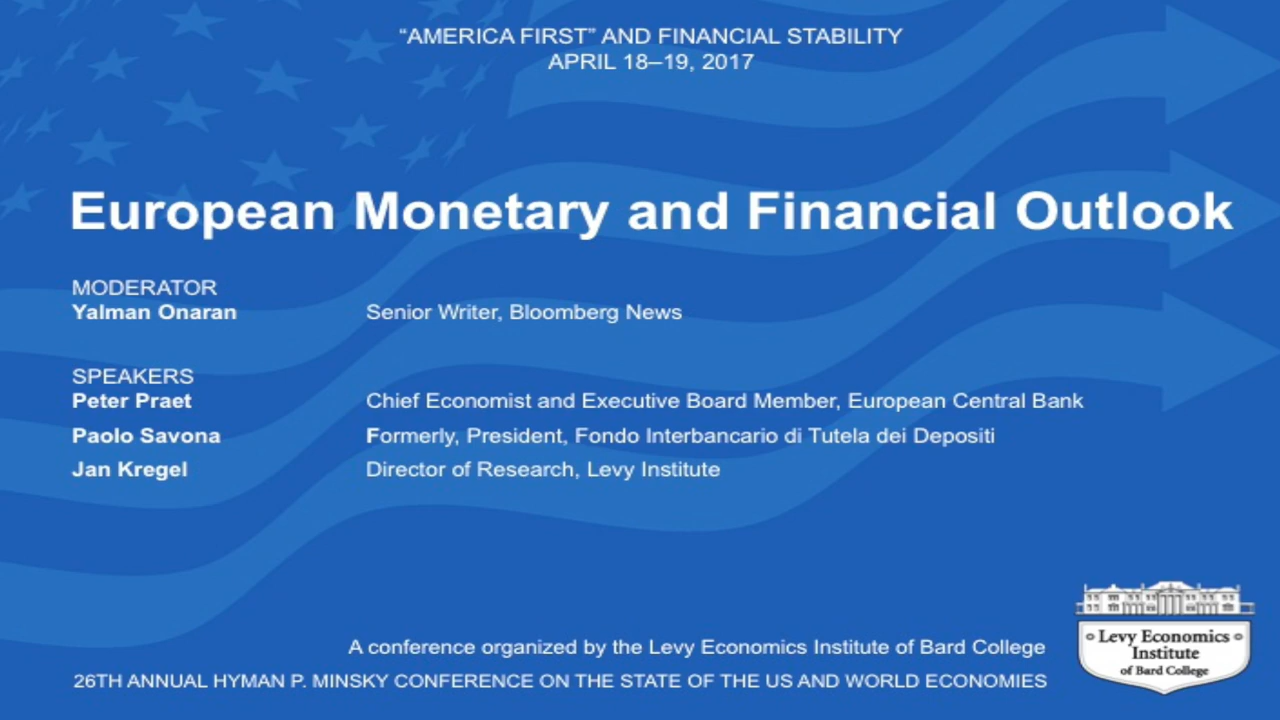 “AMERICA FIRST” AND FINANCIAL STABILITY
APRIL 18–19, 2017
European Monetary and Financial Outlook
MODERATOR
Yalman Onaran Senior Writer, Bloomberg News
SPEAKERS
Peter Praet Chief Economist and Executive Board Member, European Central Bank
Paolo Savona Formerly, President, Fondo Interbancario di Tutela dei Depositi
Jan Kregel Director of Research, Levy Institute
A conference organized by the Levy Economics Institute of Bard College
26TH ANNUAL HYMAN P. MINSKY CONFERENCE ON THE STATE OF THE US AND WORLD ECONOMIES
Levy Economics
Institute
of Bard College